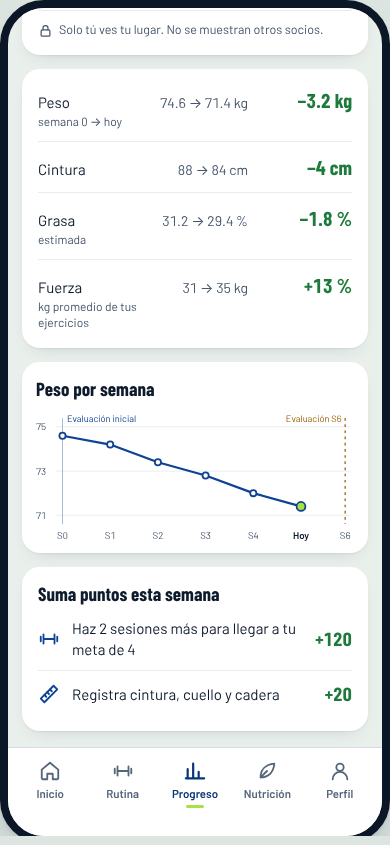 Solo tú ves tu lugar. No se muestran otros socios.
Peso 74.6 → 71.4 kg −3.2 kg
semana 0 → hoy
Cintura 88 → 84 cm −4 cm
Grasa 31.2 → 29.4 % −1.8 %
estimada
Fuerza 31 → 35 kg +13 %
kg promedio de tus
ejercicios
Peso por semana
Evaluación inicial Evaluación S6
75
73
71
S0 S1 S2 S3 S4 Hoy S6
Suma puntos esta semana
Haz 2 sesiones más para llegar a tu
meta de 4
+120
Registra cintura, cuello y cadera +20
Inicio Rutina Progreso Nutrición Perfil